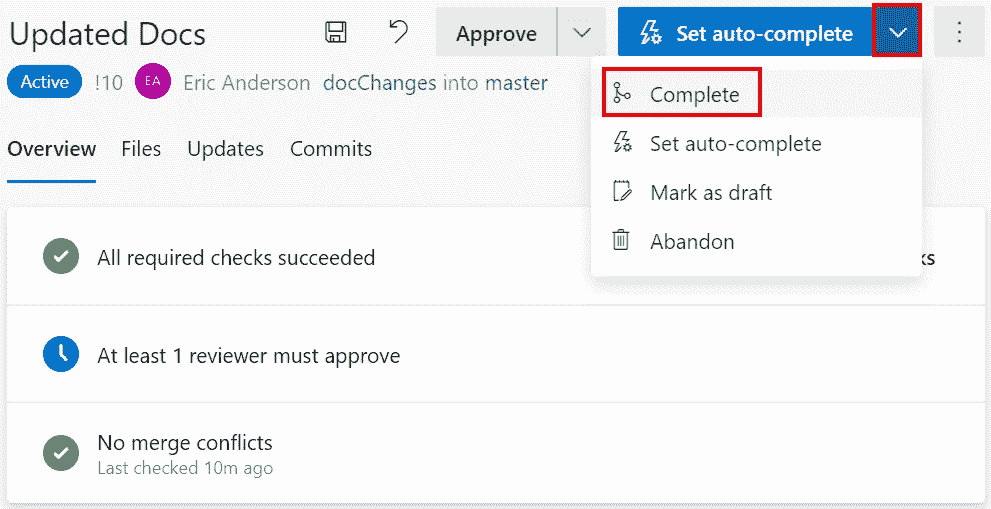 Updated Docs
Approve
Set auto-complete
Active !10 EA Eric Anderson docChanges into master
Complete
Set auto-complete
Mark as draft
Abandon
Overview Files Updates Commits
All required checks succeeded
ks
At least 1 reviewer must approve
No merge conflicts
Last checked 10m ago